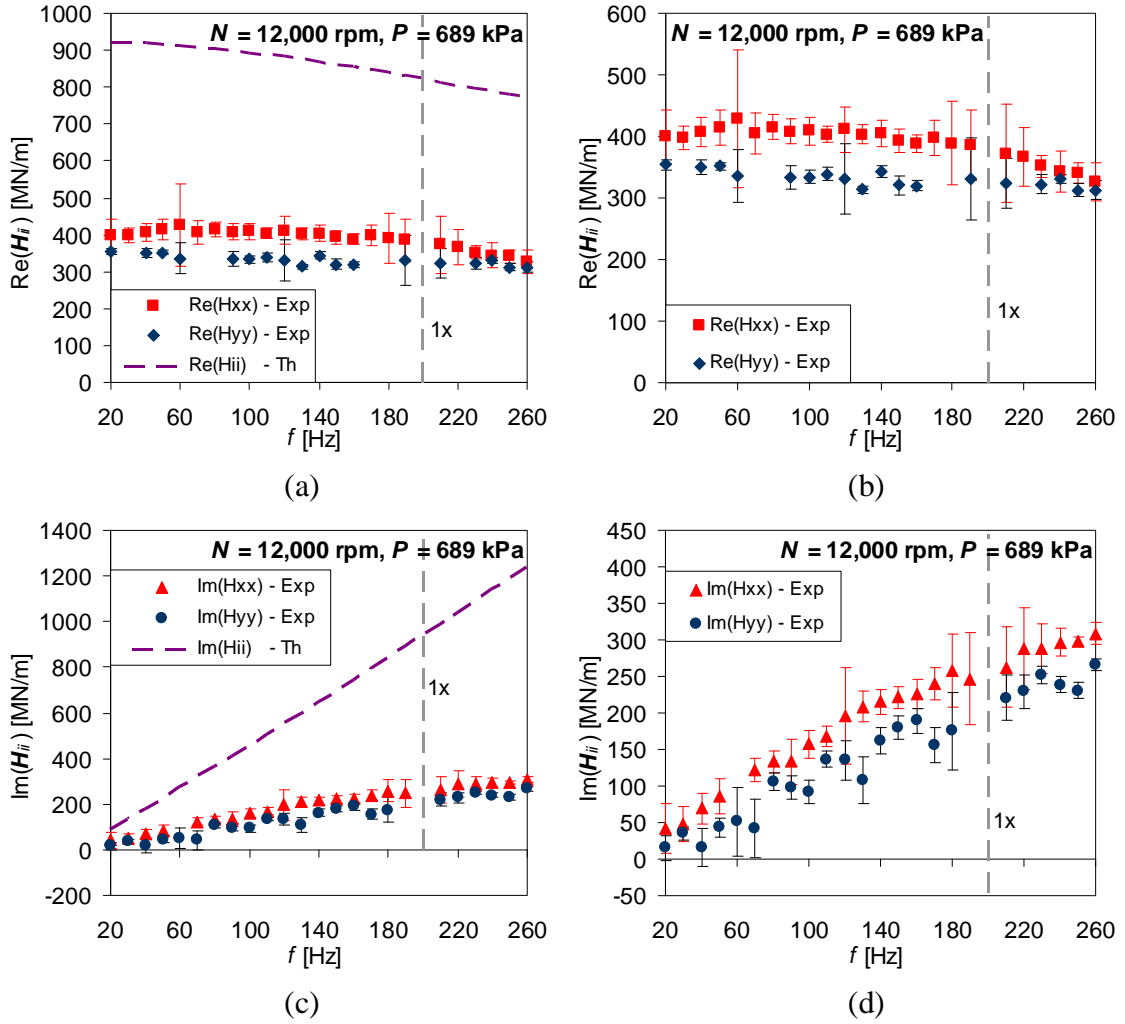 N = 12,000 rpm, P = 689 kPa
1000
900
800
700
600
500
400
300
200
100
0
Re(Hii) [MN/m]
Re(Hxx) - Exp
Re(Hyy) - Exp
Re(Hii) - Th
1x
20 60 100 140 180 220 260
f [Hz]
(a)
N = 12,000 rpm, P = 689 kPa
600
500
400
300
200
100
0
Re(Hii) [MN/m]
Re(Hxx) - Exp
Re(Hyy) - Exp
1x
20 60 100 140 180 220 260
f [Hz]
(b)
N = 12,000 rpm, P = 689 kPa
1400
1200
1000
800
600
400
200
0
-200
Im(Hii) [MN/m]
Im(Hxx) - Exp
Im(Hyy) - Exp
Im(Hii) - Th
1x
20 60 100 140 180 220 260
f [Hz]
(c)
N = 12,000 rpm, P = 689 kPa
450
400
350
300
250
200
150
100
50
0
-50
Im(Hii) [MN/m]
Im(Hxx) - Exp
Im(Hyy) - Exp
1x
20 60 100 140 180 220 260
f [Hz]
(d)